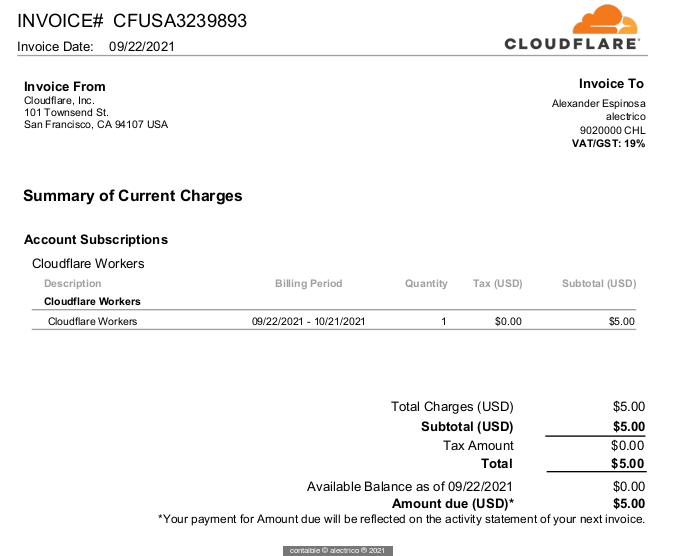 INVOICE# CFUSA3239893
Invoice Date: 09/22/2021
CLOUDFLARE
Invoice From
Cloudflare, Inc.
101 Townsend St.
San Francisco, CA 94107 USA
Invoice To
Alexander Espinosa
alectrico
9020000 CHL
VAT/GST: 19%
Summary of Current Charges
Account Subscriptions
Cloudflare Workers
Description Billing Period Quantity Tax (USD) Subtotal (USD)
Cloudflare Workers
Cloudflare Workers 09/22/2021 - 10/21/2021 1 $0.00 $5.00
Total Charges (USD) $5.00
Subtotal (USD) $5.00
Tax Amount $0.00
Total $5.00
Available Balance as of 09/22/2021 $0.00
Amount due (USD)* $5.00
*Your payment for Amount due will be reflected on the activity statement of your next invoice.
contaible © alectrico ® 2021